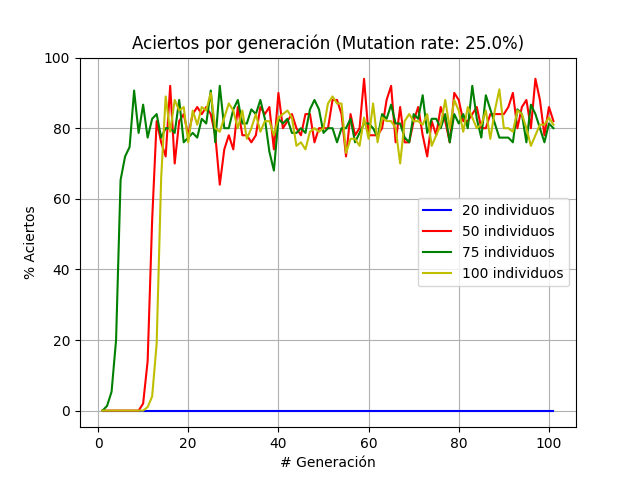 Aciertos por generación (Mutation rate: 25.0%)
% Aciertos
100
80
60
40
20
0
20 individuos
50 individuos
75 individuos
100 individuos
0 20 40 60 80 100
# Generación